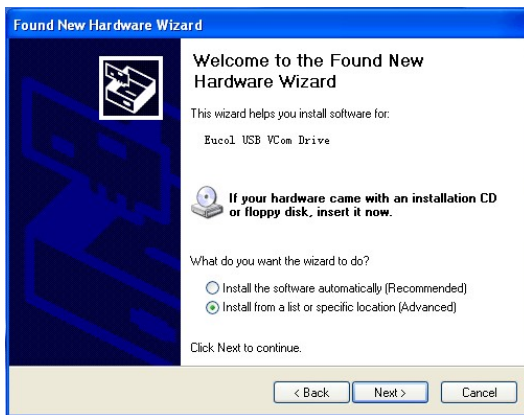 Found New Hardware Wizard
Welcome to the Found New
Hardware Wizard
This wizard helps you install software for:
Eucol USB VCom Drive
If your hardware came with an installation CD
or floppy disk, insert it now.
What do you want the wizard to do?
Install the software automatically (Recommended)
Install from a list or specific location (Advanced)
Click Next to continue.
< Back Next > Cancel